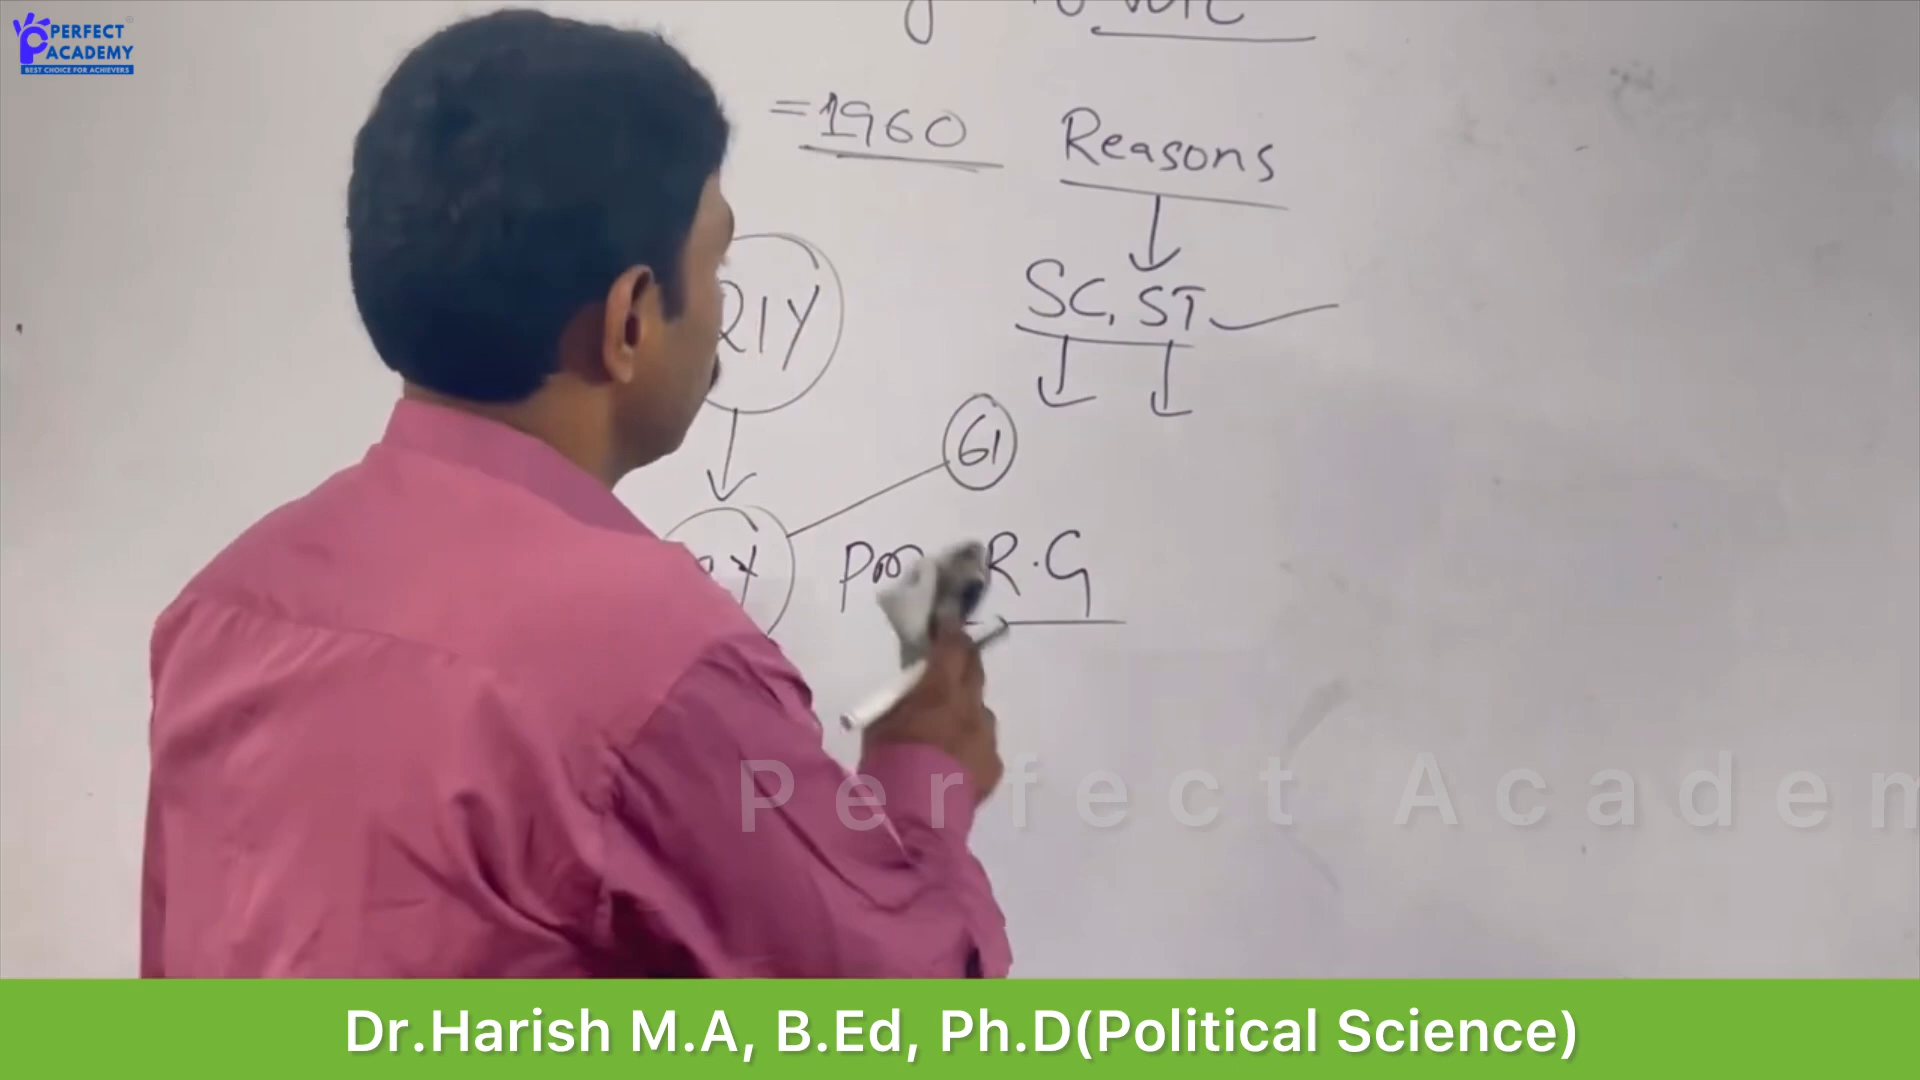 PERFECT
ACADEMY
BEST CHOICE FOR ACHIEVERS
= 1960
Reasons
SC, ST
21Y
61
R.G
Perfect Academ
Dr.Harish M.A, B.Ed, Ph.D(Political Science)